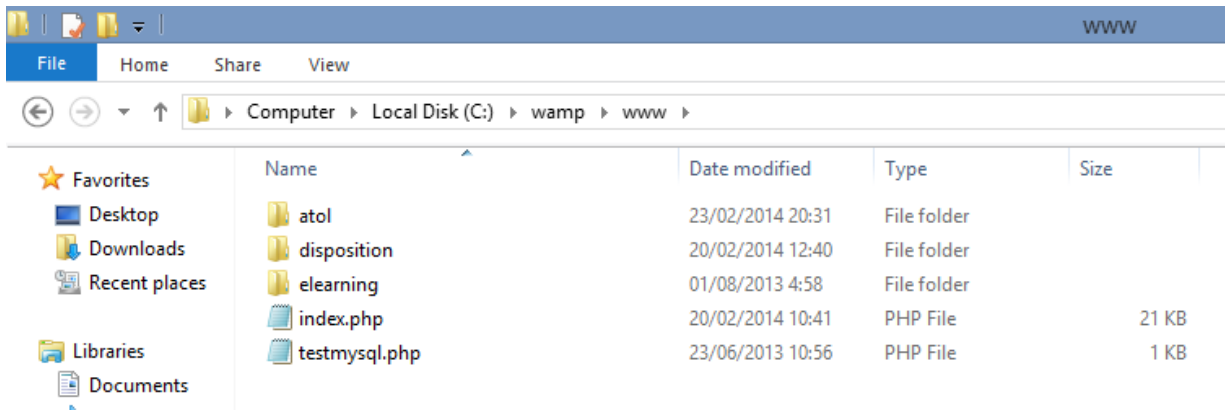 www
File Home Share View
Computer Local Disk (C:) wamp www
Favorites
Desktop
Downloads
Recent places
Libraries
Documents
Name Date modified Type Size
atol 23/02/2014 20:31 File folder
disposition 20/02/2014 12:40 File folder
elearning 01/08/2013 4:58 File folder
index.php 20/02/2014 10:41 PHP File 21 KB
testmysql.php 23/06/2013 10:56 PHP File 1 KB